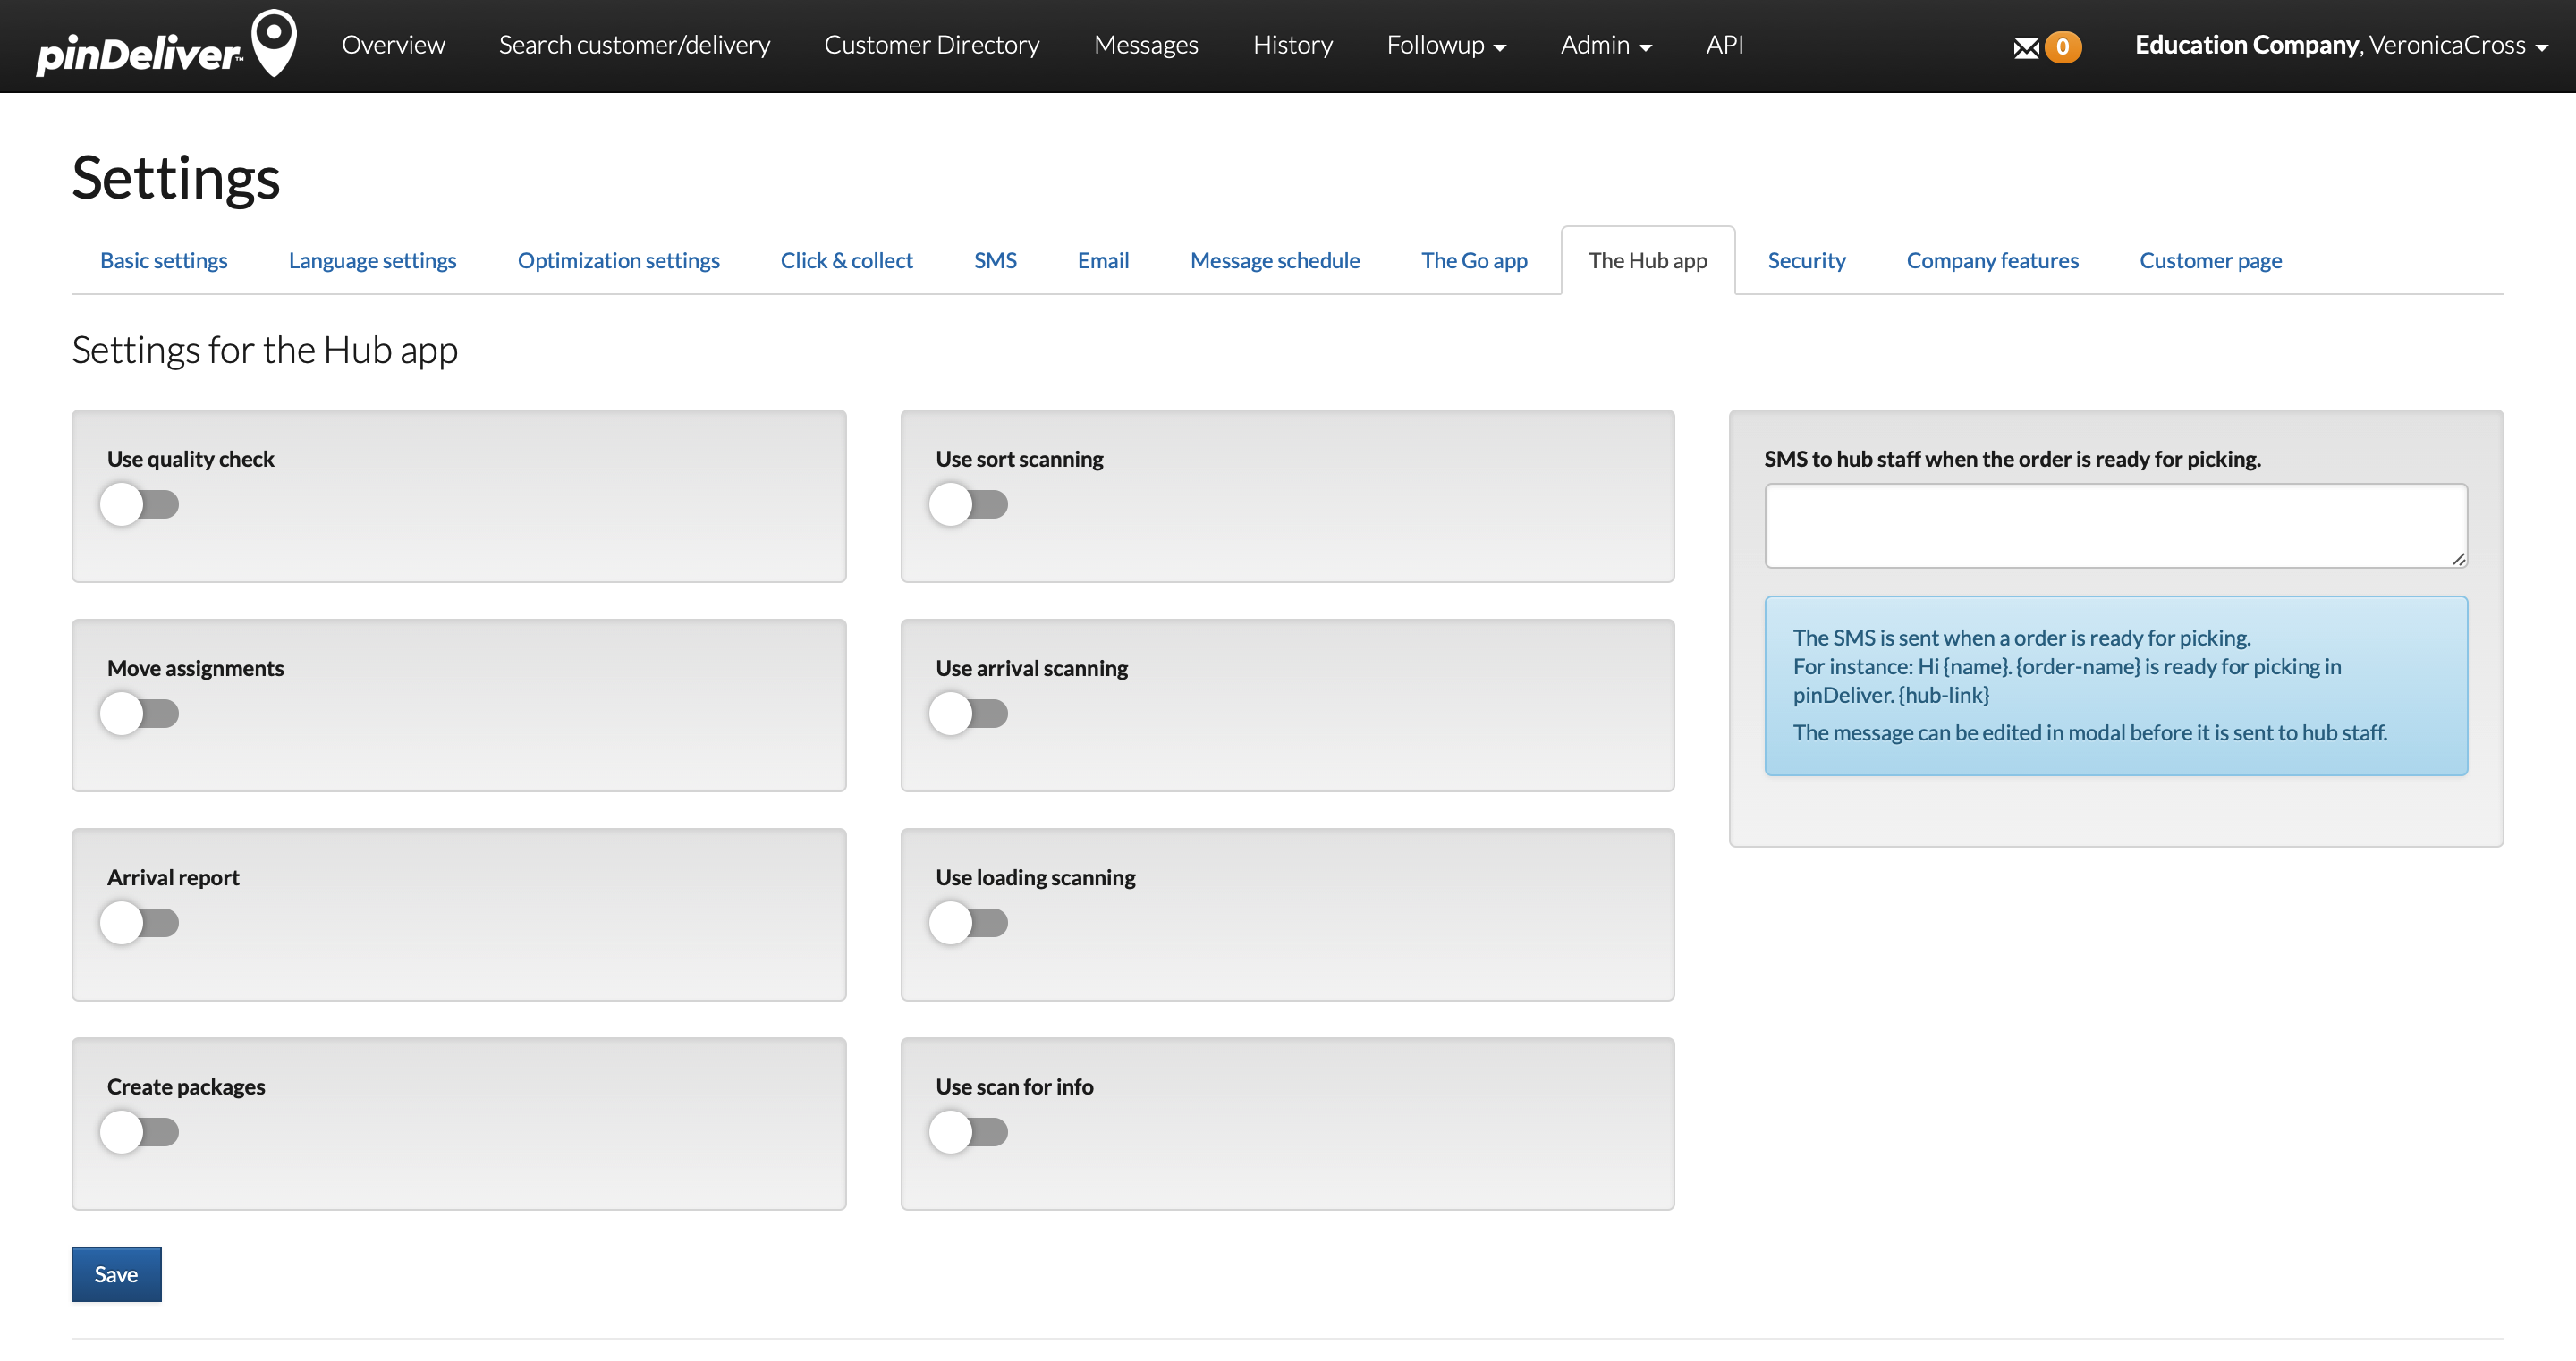 pinDeliver™ Overview Search customer/delivery Customer Directory Messages History Followup Admin API 0 Education Company, VeronicaCross
Settings
Basic settings Language settings Optimization settings Click & collect SMS Email Message schedule The Go app The Hub app Security Company features Customer page
Settings for the Hub app
Use quality check
Use sort scanning
SMS to hub staff when the order is ready for picking.
The SMS is sent when a order is ready for picking.
For instance: Hi {name}. {order-name} is ready for picking in
pinDeliver. {hub-link}
The message can be edited in modal before it is sent to hub staff.
Move assignments
Use arrival scanning
Arrival report
Use loading scanning
Create packages
Use scan for info
Save